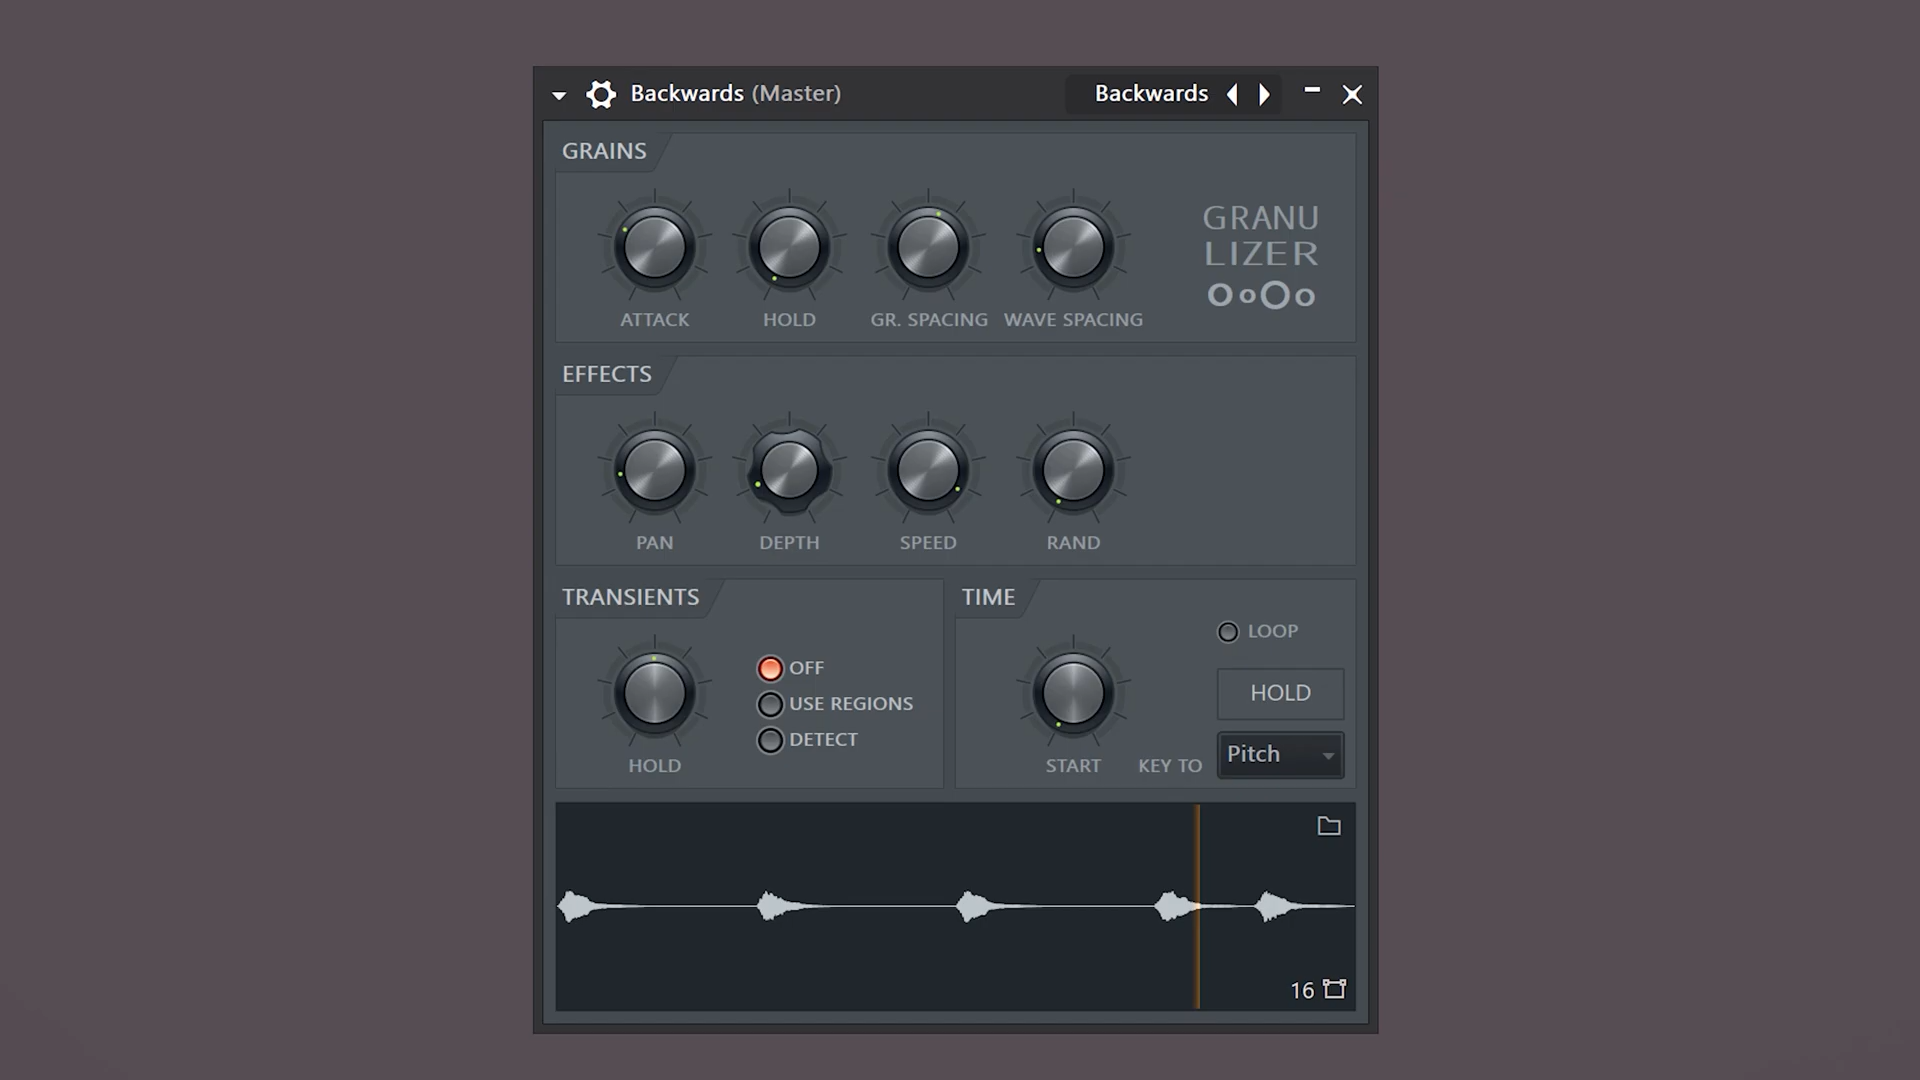 Backwards (Master)
Backwards
GRAINS
ATTACK
HOLD
GR. SPACING
WAVE SPACING
GRANU
LIZER
EFFECTS
PAN
DEPTH
SPEED
RAND
TRANSIENTS
HOLD
OFF
USE REGIONS
DETECT
TIME
START
LOOP
HOLD
KEY TO
Pitch
16